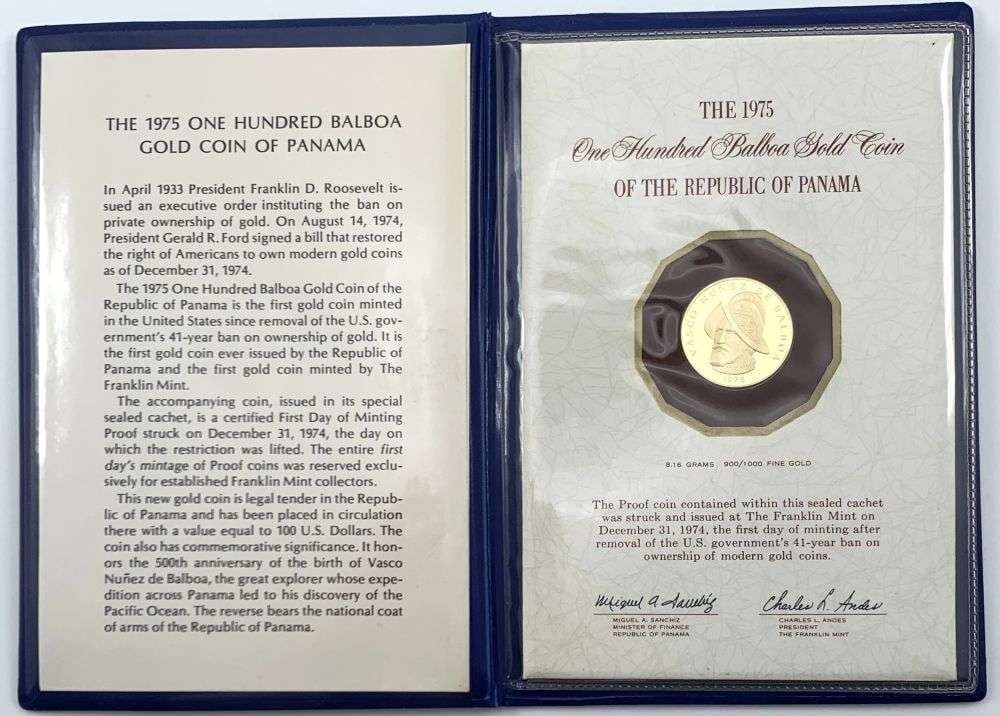 THE 1975 ONE HUNDRED BALBOA
GOLD COIN OF PANAMA
In April 1933 President Franklin D. Roosevelt is-
sued an executive order instituting the ban on
private ownership of gold. On August 14, 1974,
President Gerald R. Ford signed a bill that restored
the right of Americans to own modern gold coins
as of December 31, 1974.
The 1975 One Hundred Balboa Gold Coin of the
Republic of Panama is the first gold coin minted
in the United States since removal of the U.S. gov-
ernment's 41-year ban on ownership of gold. It is
the first gold coin ever issued by the Republic of
Panama and the first gold coin minted by The
Franklin Mint.
The accompanying coin, issued in its special
sealed cachet, is a certified First Day of Minting
Proof struck on December 31, 1974, the day on
which the restriction was lifted. The entire first
day's mintage of Proof coins was reserved exclu-
sively for established Franklin Mint collectors.
This new gold coin is legal tender in the Repub-
lic of Panama and has been placed in circulation
there with a value equal to 100 U.S. Dollars. The
coin also has commemorative significance. It hon-
ors the 500th anniversary of the birth of Vasco
Nuñez de Balboa, the great explorer whose expe-
dition across Panama led to his discovery of the
Pacific Ocean. The reverse bears the national coat
of arms of the Republic of Panama.
THE 1975
One Hundred Balboa Gold Coin
OF THE REPUBLIC OF PANAMA
VASCO NUÑEZ DE BALBOA
1975
8.16 GRAMS 900/1000 FINE GOLD
The Proof coin contained within this sealed cachet
was struck and issued at The Franklin Mint on
December 31, 1974, the first day of minting after
removal of the U.S. government's 41-year ban on
ownership of modern gold coins.
Miguel A. Sanchiz
Charles L. Andes
MIGUEL A. SANCHIZ
MINISTER OF FINANCE
REPUBLIC OF PANAMA
CHARLES L. ANDES
PRESIDENT
THE FRANKLIN MINT